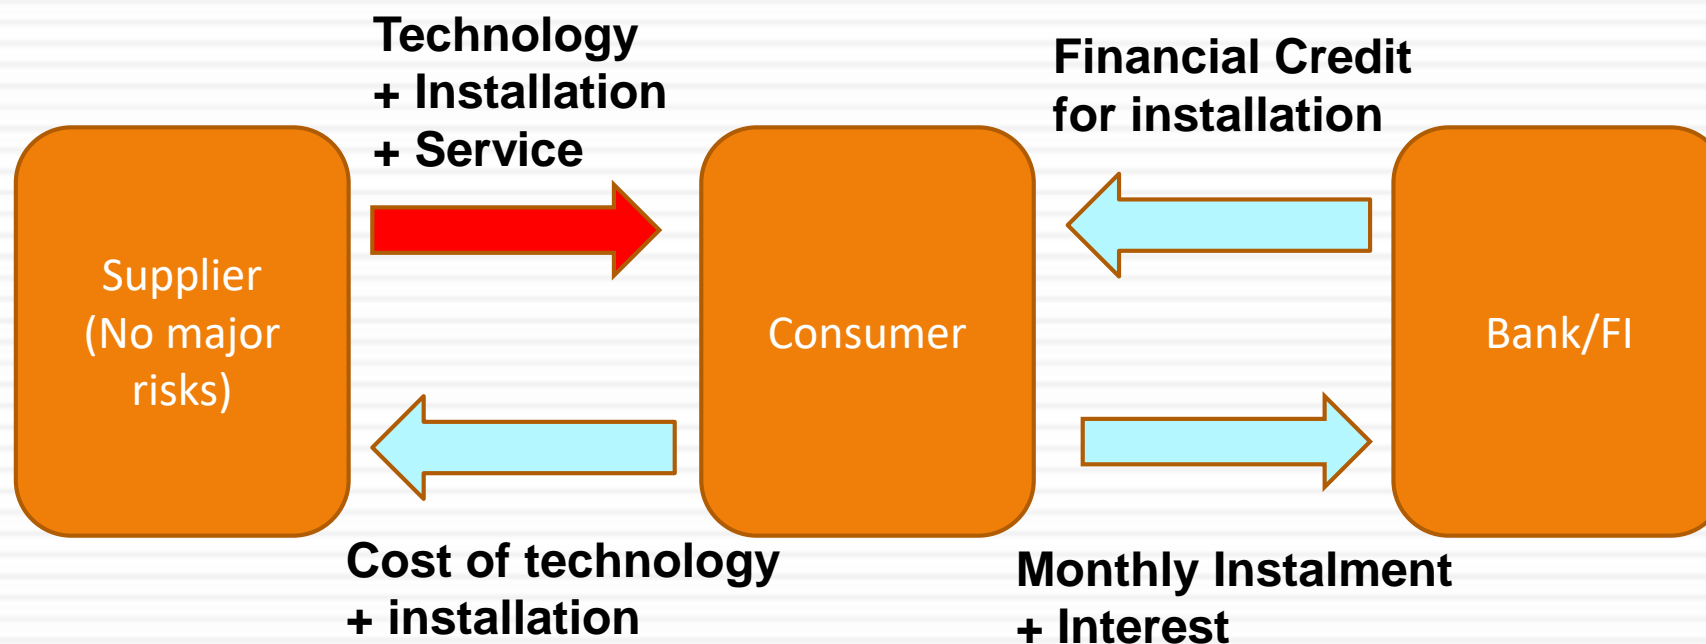 Technology
+ Installation
+ Service
Financial Credit
for installation
Supplier
(No major
risks)
Consumer
Bank/FI
Cost of technology
+ installation
Monthly Instalment
+ Interest